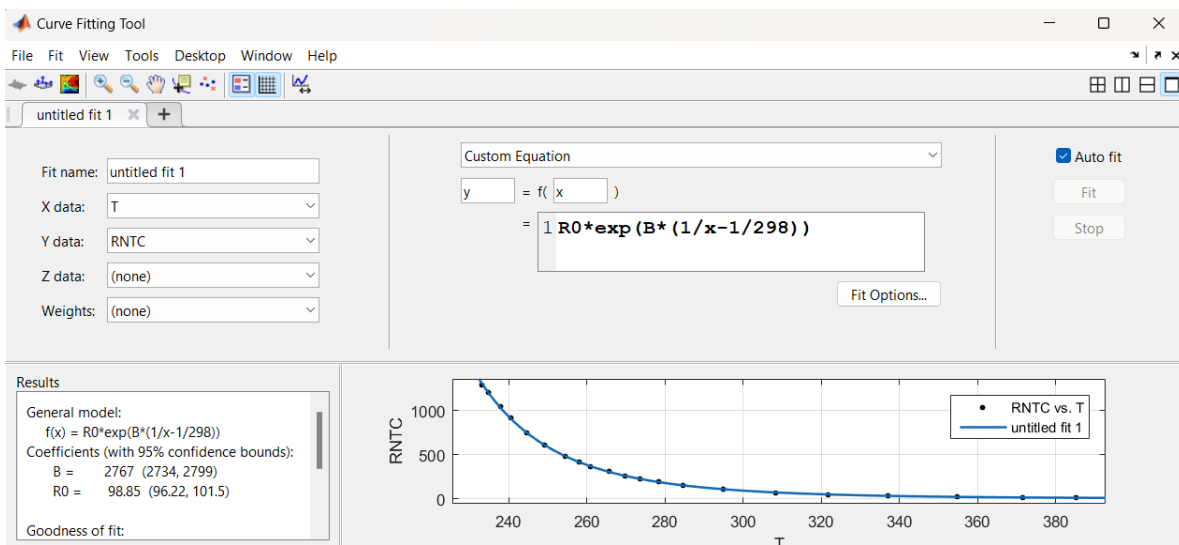 Curve Fitting Tool
File Fit View Tools Desktop Window Help
untitled fit 1
Fit name: untitled fit 1
X data: T
Y data: RNTC
Z data: (none)
Weights: (none)
Custom Equation
y = f( x )
= 1 R0*exp(B*(1/x-1/298))
Fit Options...
Auto fit
Fit
Stop
Results
General model:
f(x) = R0*exp(B*(1/x-1/298))
Coefficients (with 95% confidence bounds):
B = 2767 (2734, 2799)
R0 = 98.85 (96.22, 101.5)
Goodness of fit:
RNTC
1000
500
0
RNTC vs. T
untitled fit 1
240 260 280 300 320 340 360 380
T